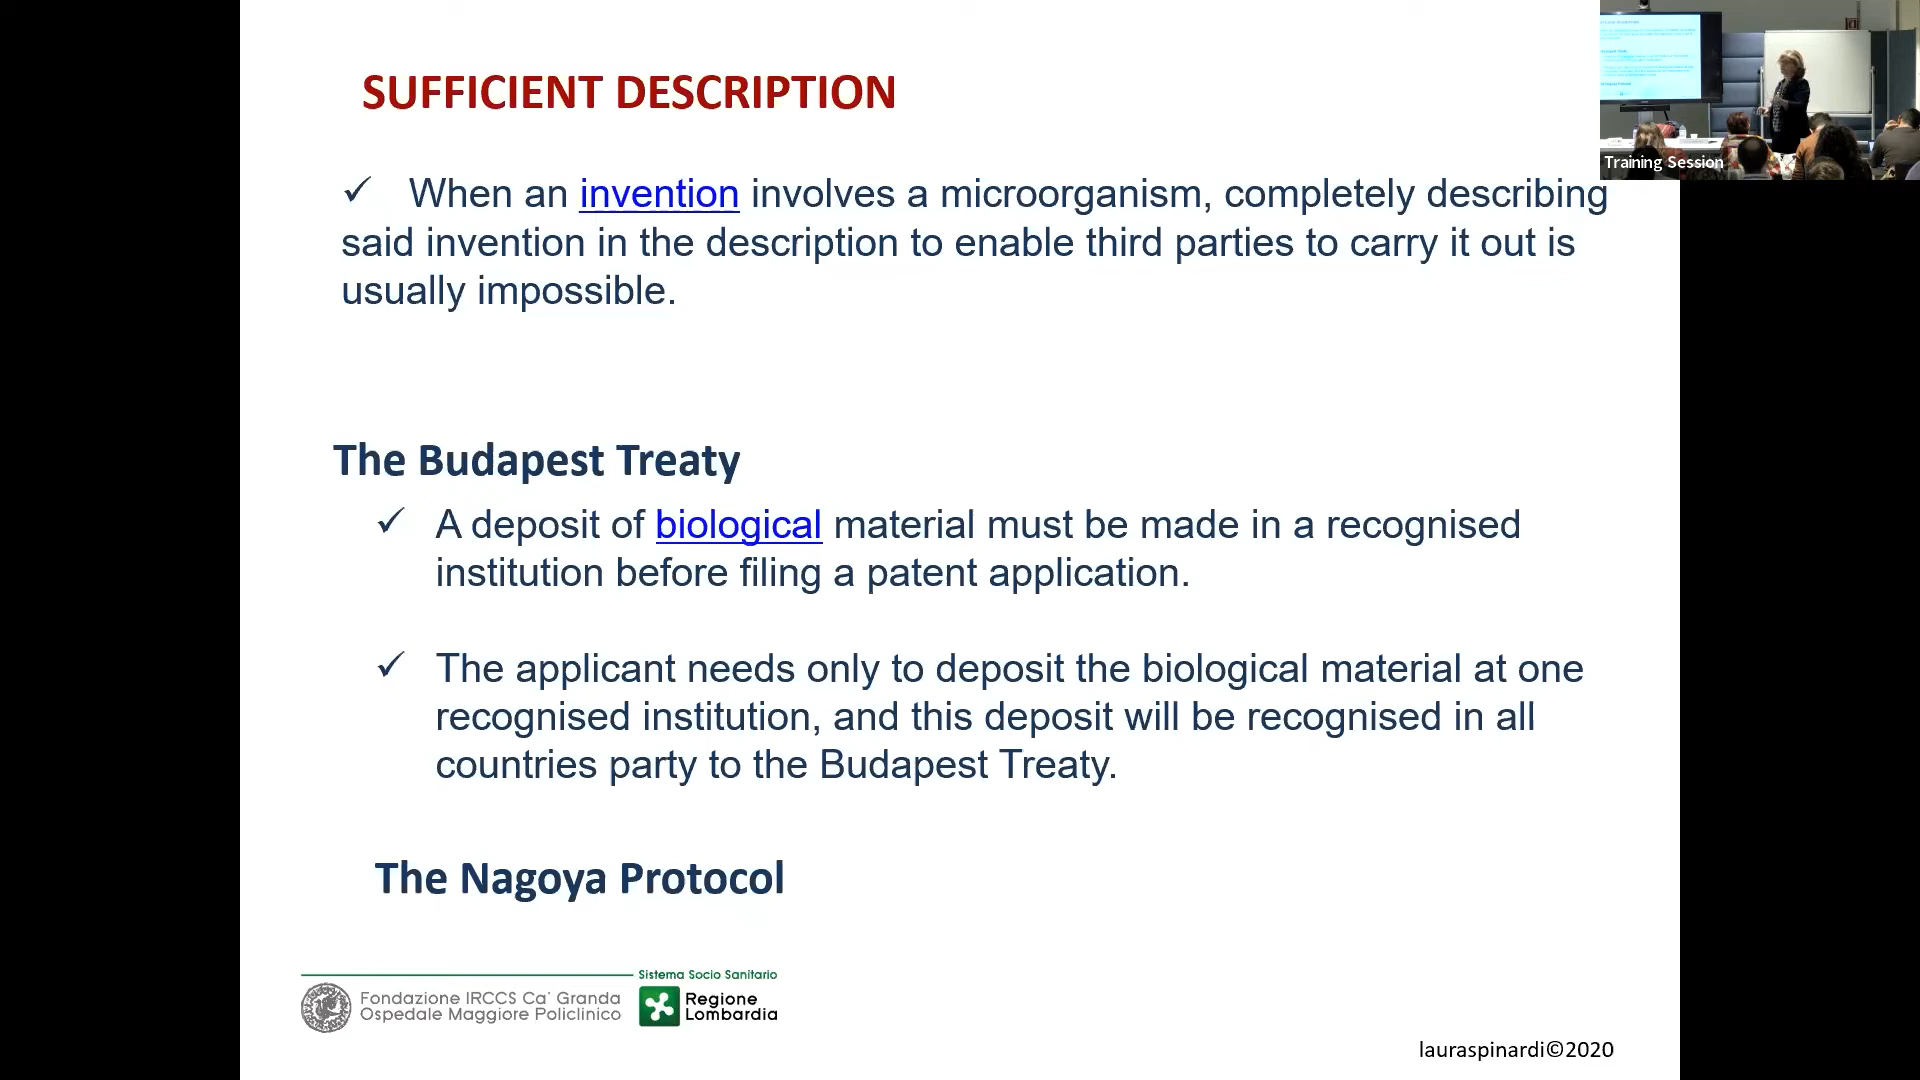 SUFFICIENT DESCRIPTION
Training Session
✓ When an invention involves a microorganism, completely describing
said invention in the description to enable third parties to carry it out is
usually impossible.
The Budapest Treaty
✓ A deposit of biological material must be made in a recognised
institution before filing a patent application.
✓ The applicant needs only to deposit the biological material at one
recognised institution, and this deposit will be recognised in all
countries party to the Budapest Treaty.
The Nagoya Protocol
Sistema Socio Sanitario
Fondazione IRCCS Ca' Granda
Ospedale Maggiore Policlinico
Regione
Lombardia
lauraspinardi©2020